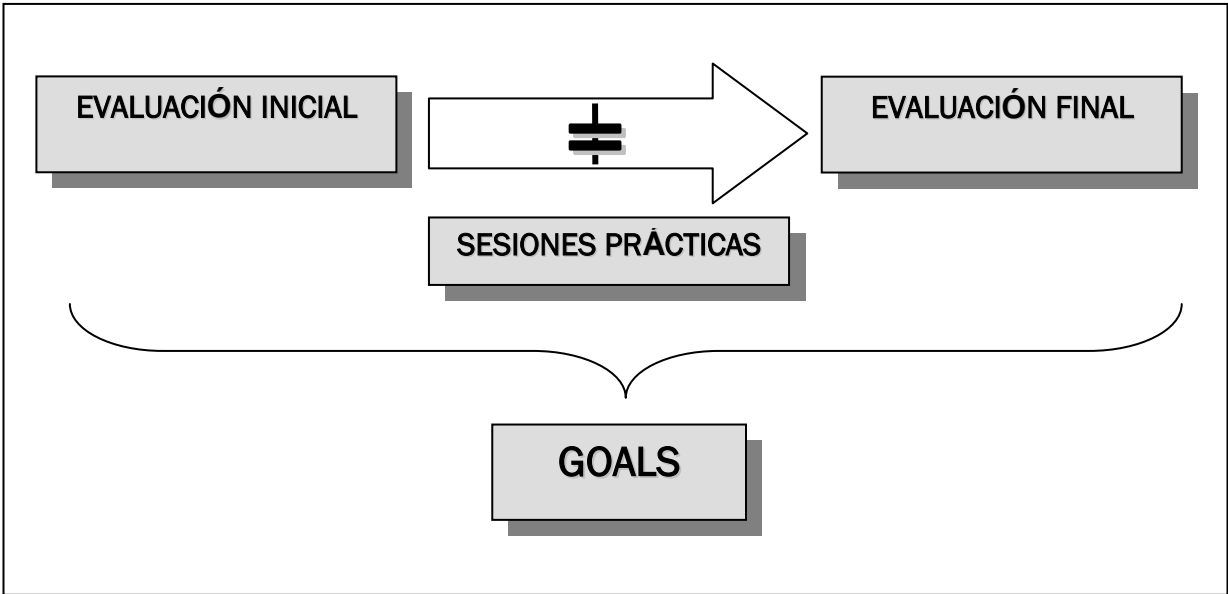 EVALUACIÓN INICIAL
EVALUACIÓN FINAL
SESIONES PRÁCTICAS
GOALS